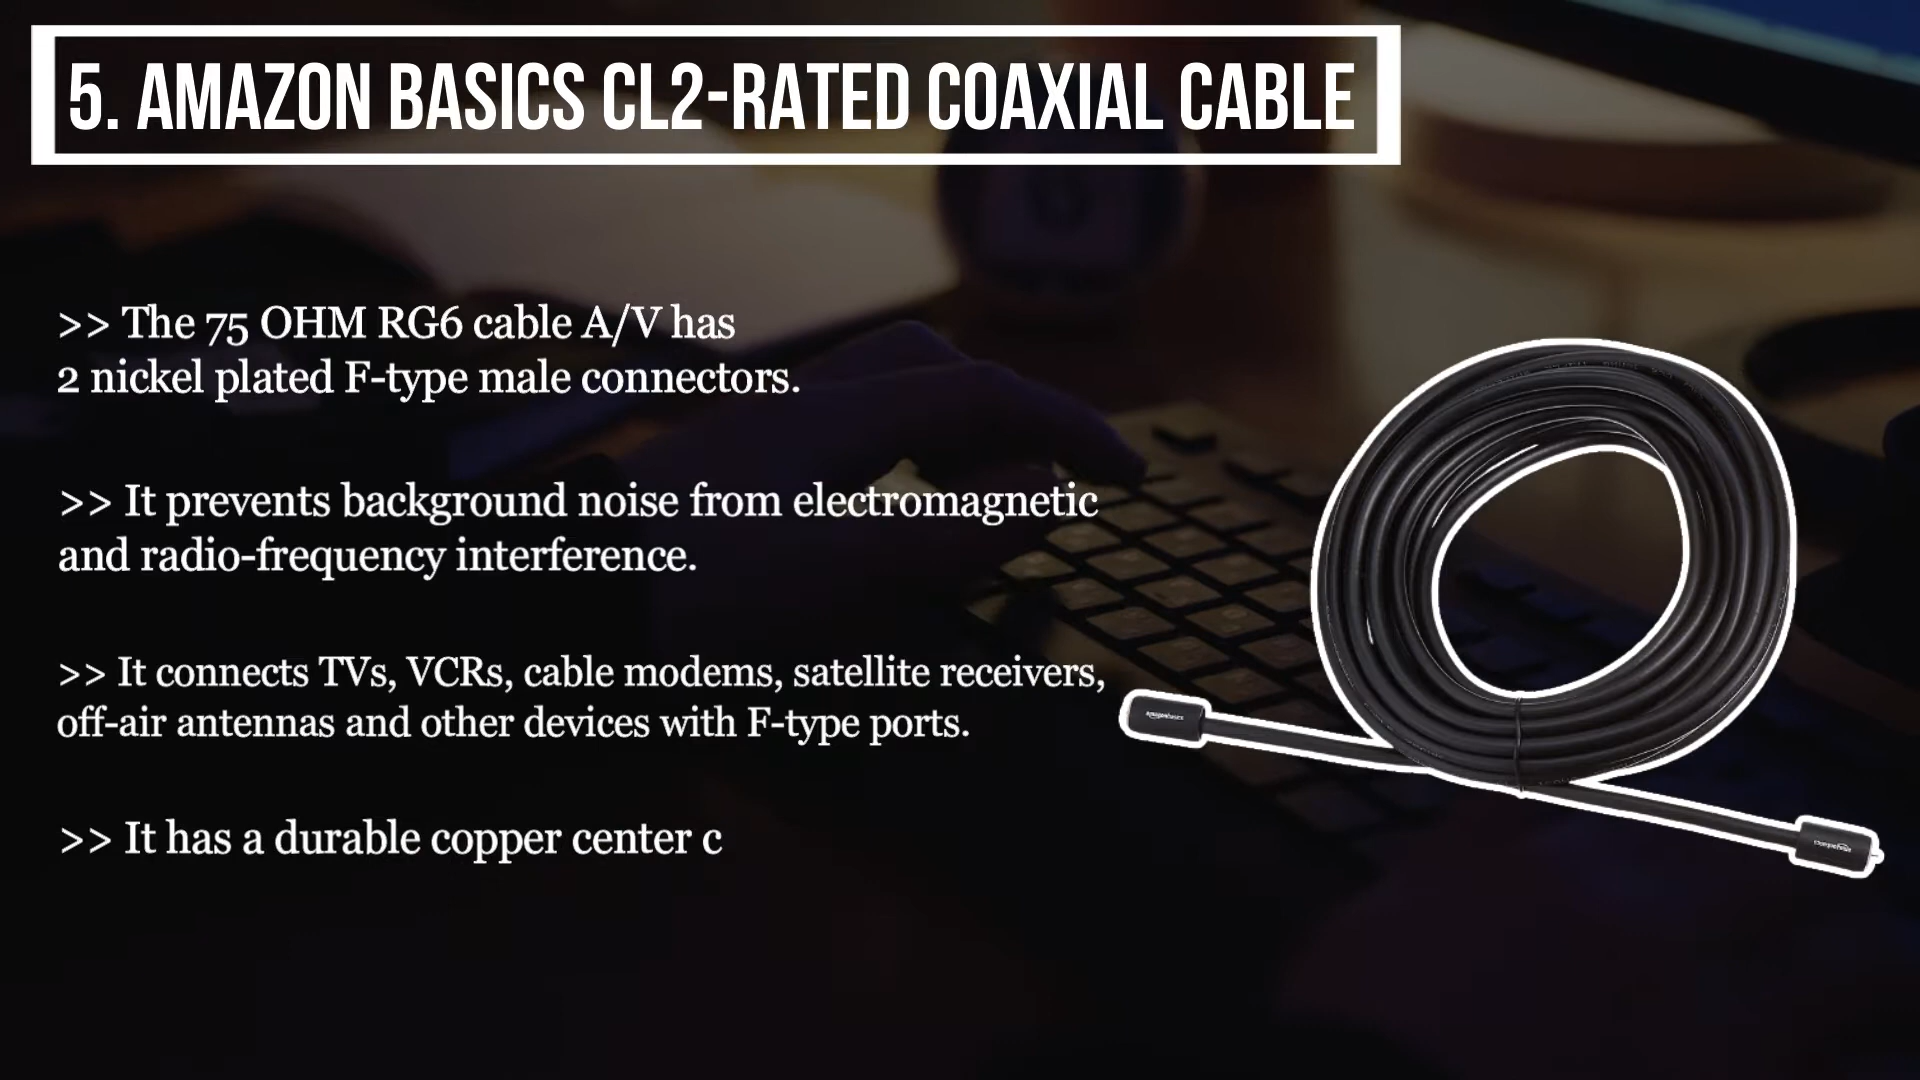 5. AMAZON BASICS CL2-RATED COAXIAL CABLE
>> The 75 OHM RG6 cable A/V has
2 nickel plated F-type male connectors.
>> It prevents background noise from electromagnetic
and radio-frequency interference.
>> It connects TVs, VCRs, cable modems, satellite receivers,
off-air antennas and other devices with F-type ports.
>> It has a durable copper center c
amazonbasics